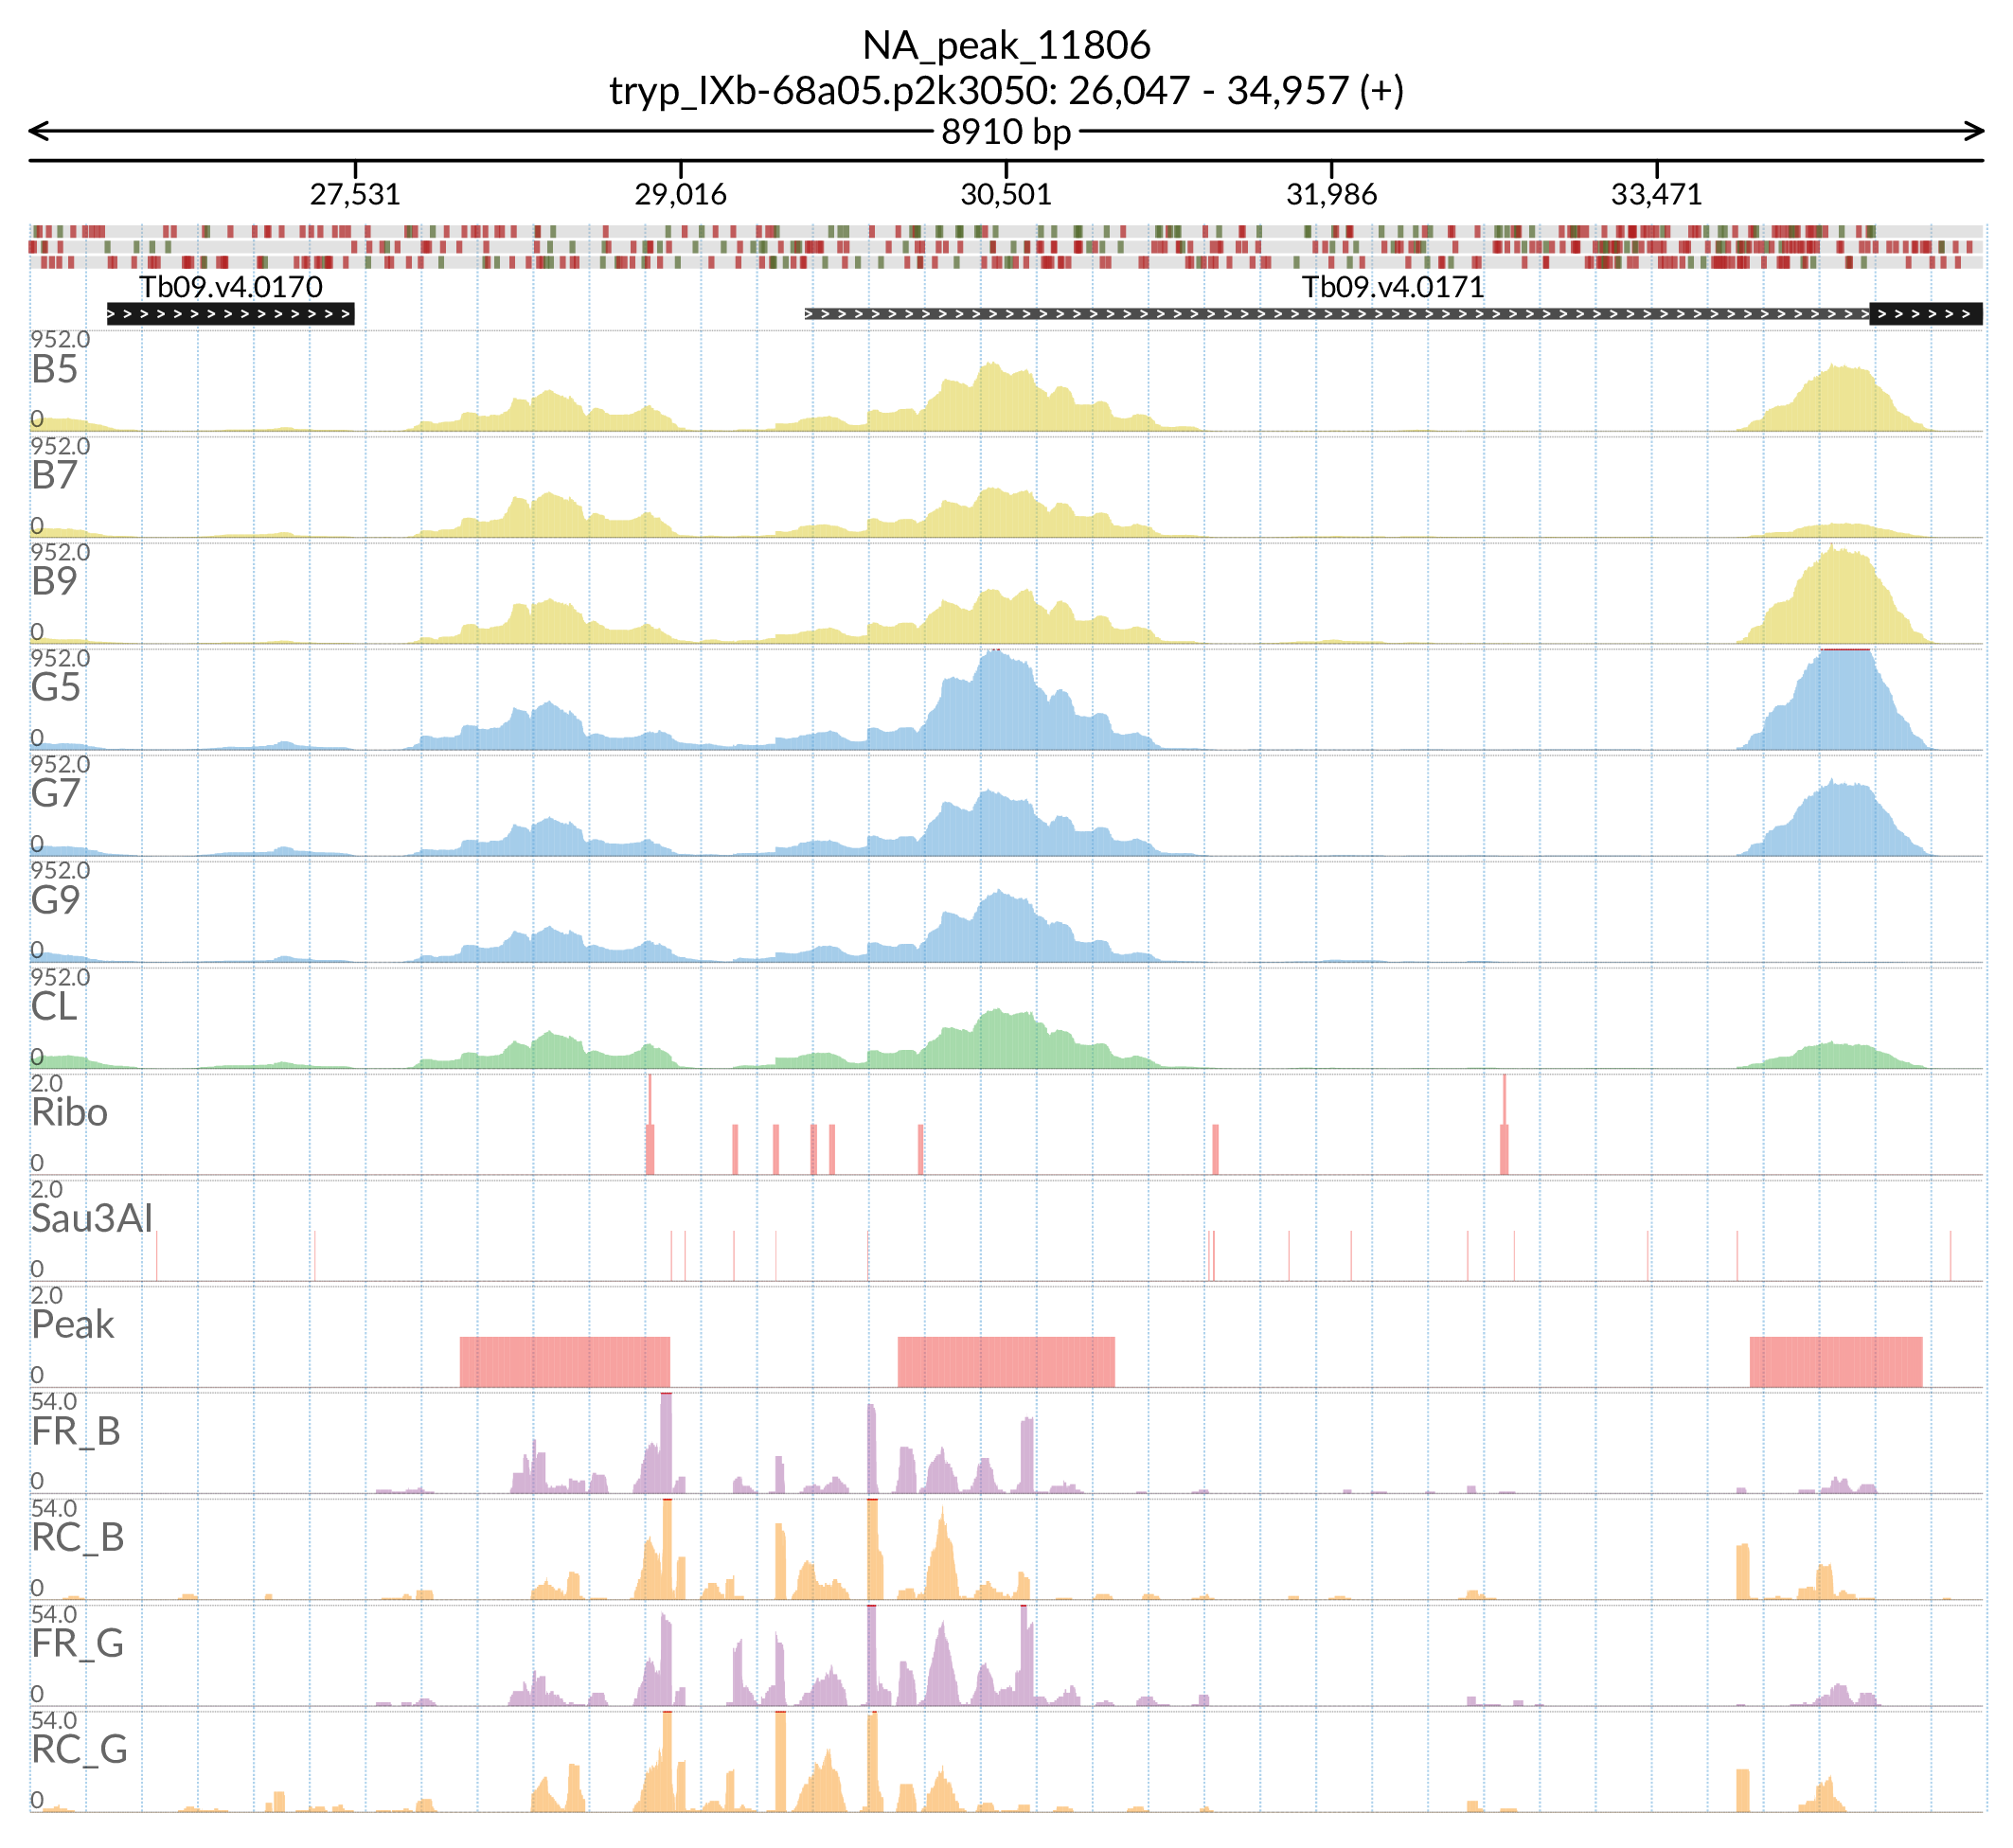 NA_peak_11806
tryp_IXb-68a05.p2k3050: 26,047 - 34,957 (+)
8910 bp
27,531 29,016 30,501 31,986 33,471
Tb09.v4.0170 Tb09.v4.0171
952.0
B5
0
952.0
B7
0
952.0
B9
0
952.0
G5
0
952.0
G7
0
952.0
G9
0
952.0
CL
0
2.0
Ribo
0
2.0
Sau3AI
0
2.0
Peak
0
54.0
FR_B
0
54.0
RC_B
0
54.0
FR_G
0
54.0
RC_G
0